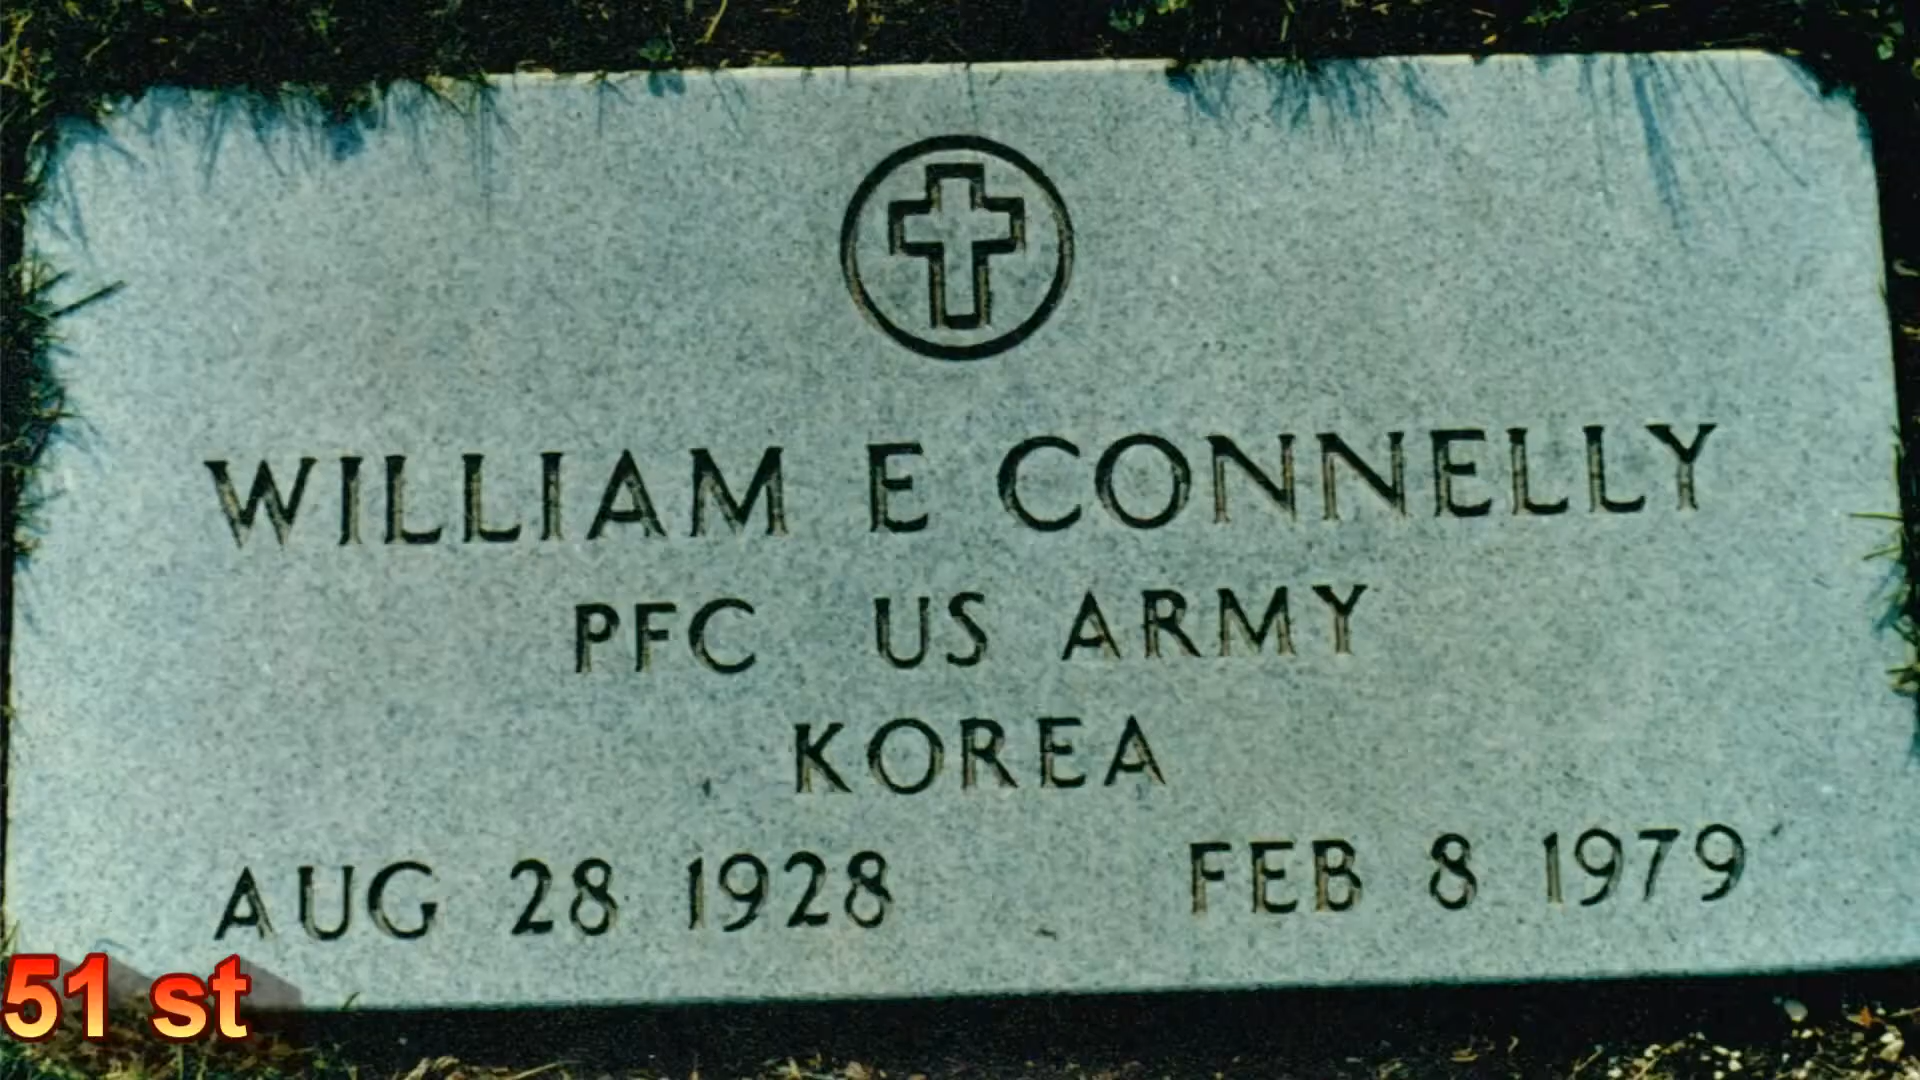 WILLIAM E CONNELLY
PFC US ARMY
KOREA
AUG 28 1928 FEB 8 1979
51 st